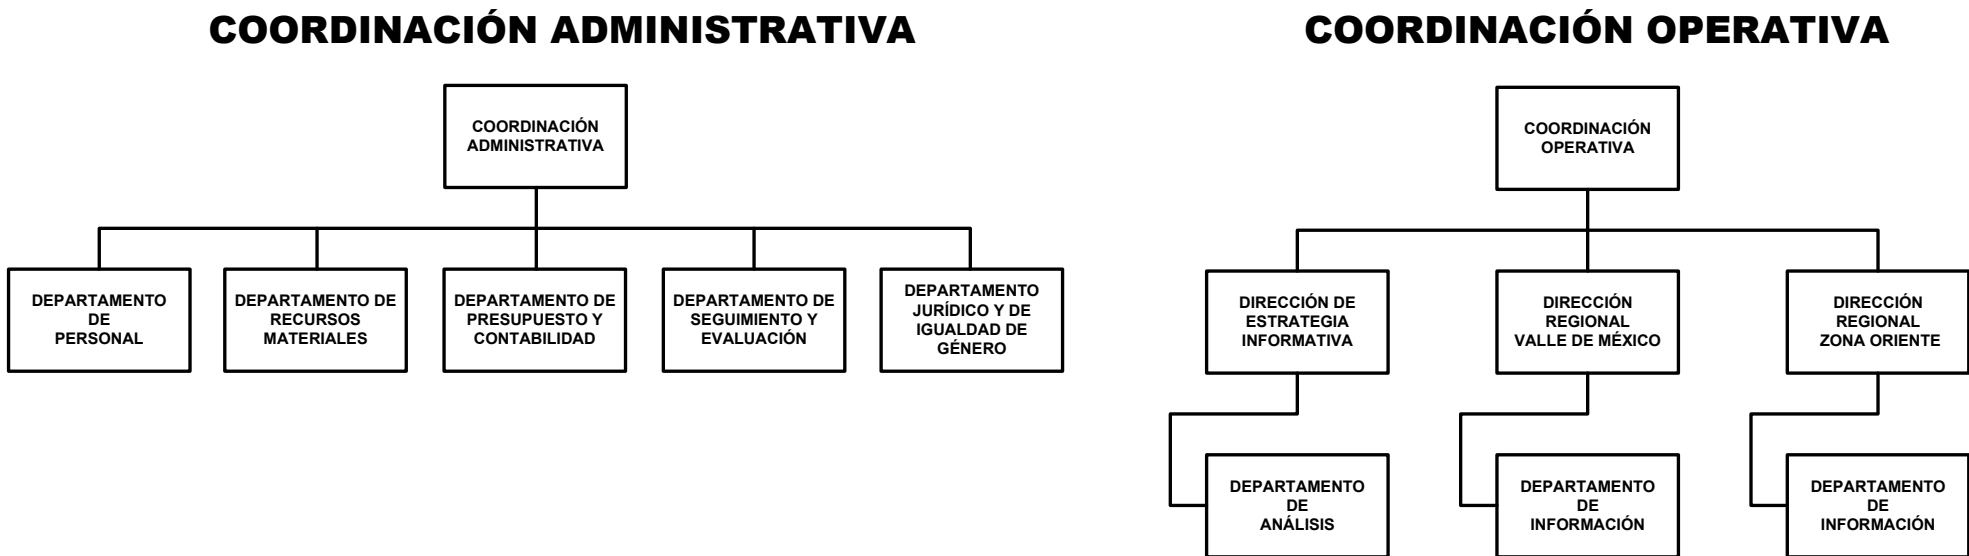 COORDINACIÓN ADMINISTRATIVA
COORDINACIÓN
ADMINISTRATIVA
DEPARTAMENTO
DE
PERSONAL
DEPARTAMENTO DE
RECURSOS
MATERIALES
DEPARTAMENTO DE
PRESUPUESTO Y
CONTABILIDAD
DEPARTAMENTO DE
SEGUIMIENTO Y
EVALUACIÓN
DEPARTAMENTO
JURÍDICO Y DE
IGUALDAD DE
GÉNERO
COORDINACIÓN OPERATIVA
COORDINACIÓN
OPERATIVA
DIRECCIÓN DE
ESTRATEGIA
INFORMATIVA
DIRECCIÓN
REGIONAL
VALLE DE MÉXICO
DIRECCIÓN
REGIONAL
ZONA ORIENTE
DEPARTAMENTO
DE
ANÁLISIS
DEPARTAMENTO
DE
INFORMACIÓN
DEPARTAMENTO
DE
INFORMACIÓN